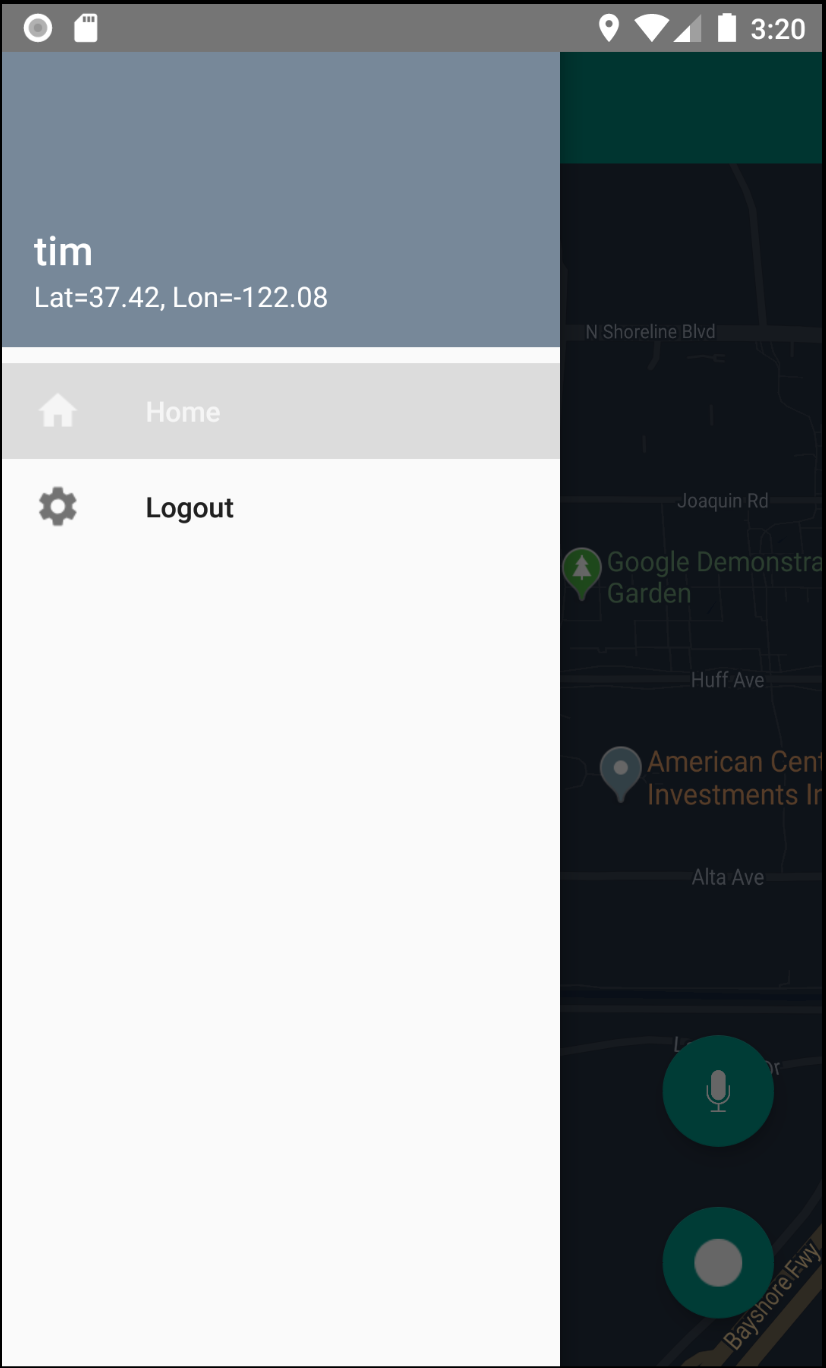 3:20
tim
Lat=37.42, Lon=-122.08
Home
Logout
N Shoreline Blvd
Joaquin Rd
Google Demonstra
Garden
Huff Ave
American Cent
Investments In
Alta Ave
Bayshore Fwy